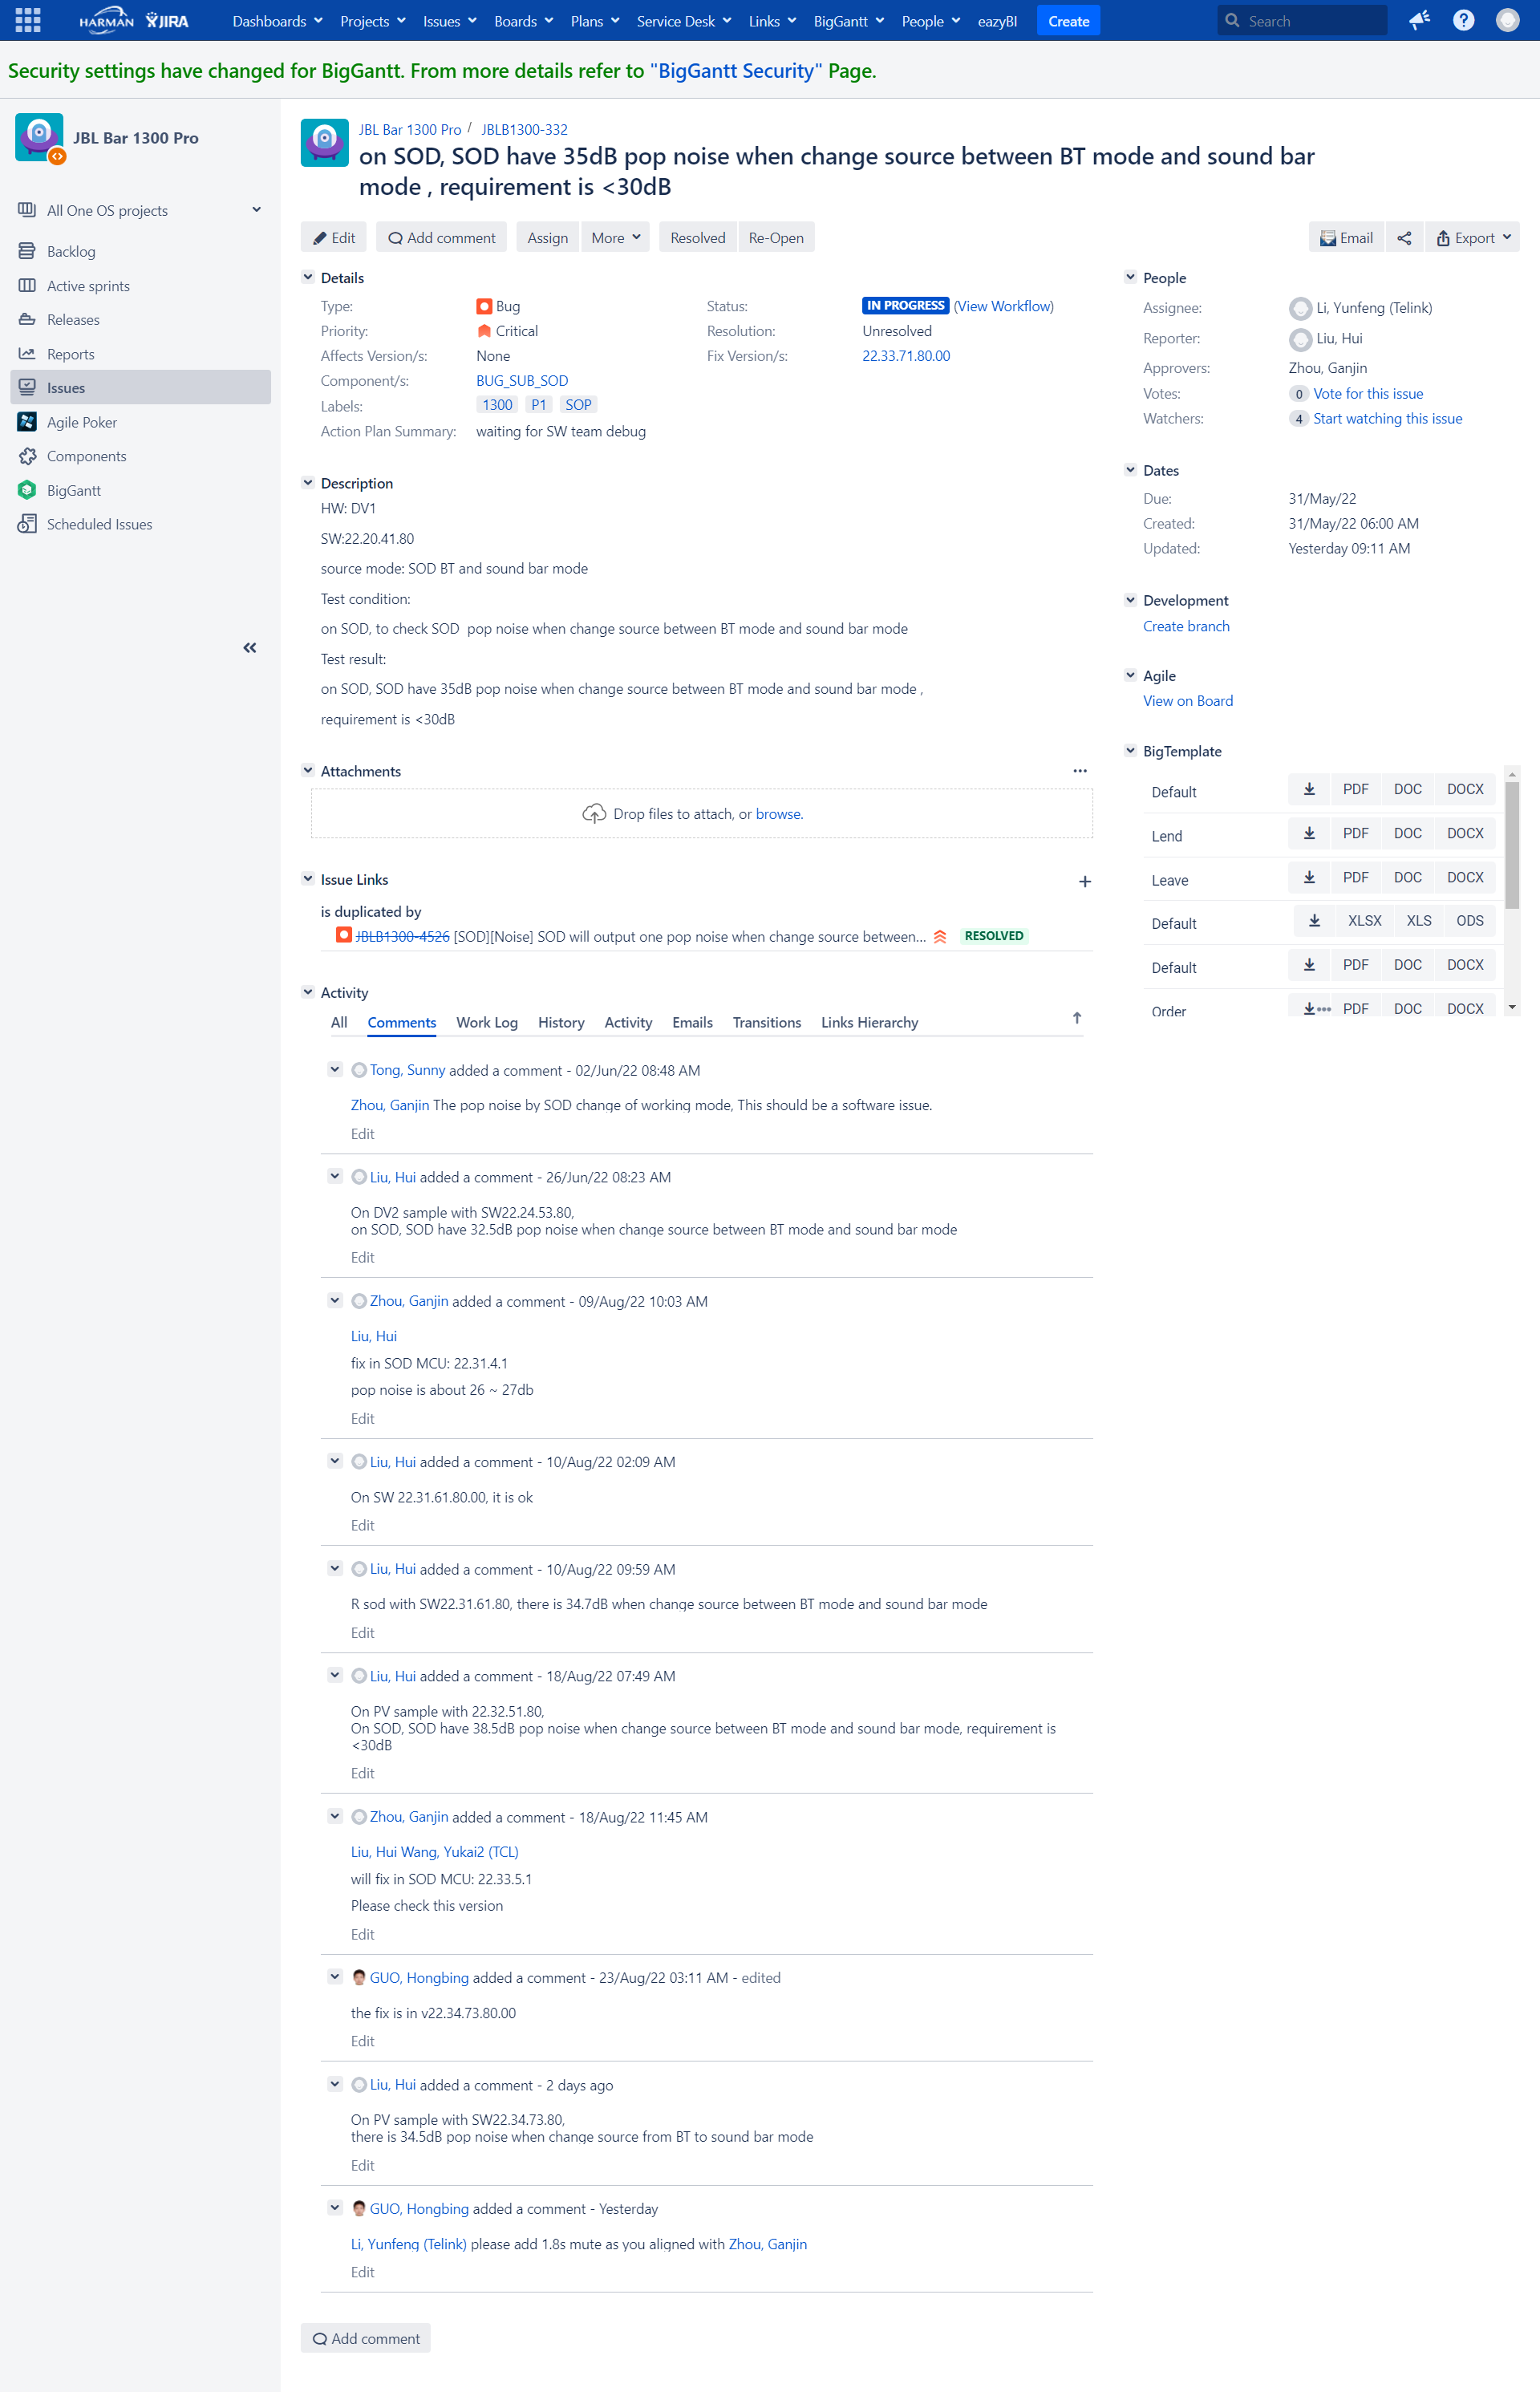 HARMAN JIRA Dashboards Projects Issues Boards Plans Service Desk Links BigGantt People eazyBI Create Search
Security settings have changed for BigGantt. From more details refer to "BigGantt Security" Page.
JBL Bar 1300 Pro
All One OS projects
Backlog
Active sprints
Releases
Reports
Issues
Agile Poker
Components
BigGantt
Scheduled Issues
JBL Bar 1300 Pro / JBLB1300-332
on SOD, SOD have 35dB pop noise when change source between BT mode and sound bar
mode , requirement is <30dB
Edit Add comment Assign More Resolved Re-Open Email Export
Details
Type: Bug Status: IN PROGRESS (View Workflow)
Priority: Critical Resolution: Unresolved
Affects Version/s: None Fix Version/s: 22.33.71.80.00
Component/s: BUG_SUB_SOD
Labels: 1300 P1 SOP
Action Plan Summary: waiting for SW team debug
Description
HW: DV1
SW:22.20.41.80
source mode: SOD BT and sound bar mode
Test condition:
on SOD, to check SOD  pop noise when change source between BT mode and sound bar mode
Test result:
on SOD, SOD have 35dB pop noise when change source between BT mode and sound bar mode ,
requirement is <30dB
Attachments
Drop files to attach, or browse.
Issue Links
is duplicated by
JBLB1300-4526 [SOD][Noise] SOD will output one pop noise when change source between... RESOLVED
Activity
All Comments Work Log History Activity Emails Transitions Links Hierarchy
Tong, Sunny added a comment - 02/Jun/22 08:48 AM
Zhou, Ganjin The pop noise by SOD change of working mode, This should be a software issue.
Edit
Liu, Hui added a comment - 26/Jun/22 08:23 AM
On DV2 sample with SW22.24.53.80,
on SOD, SOD have 32.5dB pop noise when change source between BT mode and sound bar mode
Edit
Zhou, Ganjin added a comment - 09/Aug/22 10:03 AM
Liu, Hui
fix in SOD MCU: 22.31.4.1
pop noise is about 26 ~ 27db
Edit
Liu, Hui added a comment - 10/Aug/22 02:09 AM
On SW 22.31.61.80.00, it is ok
Edit
Liu, Hui added a comment - 10/Aug/22 09:59 AM
R sod with SW22.31.61.80, there is 34.7dB when change source between BT mode and sound bar mode
Edit
Liu, Hui added a comment - 18/Aug/22 07:49 AM
On PV sample with 22.32.51.80,
On SOD, SOD have 38.5dB pop noise when change source between BT mode and sound bar mode, requirement is
<30dB
Edit
Zhou, Ganjin added a comment - 18/Aug/22 11:45 AM
Liu, Hui Wang, Yukai2 (TCL)
will fix in SOD MCU: 22.33.5.1
Please check this version
Edit
GUO, Hongbing added a comment - 23/Aug/22 03:11 AM - edited
the fix is in v22.34.73.80.00
Edit
Liu, Hui added a comment - 2 days ago
On PV sample with SW22.34.73.80,
there is 34.5dB pop noise when change source from BT to sound bar mode
Edit
GUO, Hongbing added a comment - Yesterday
Li, Yunfeng (Telink) please add 1.8s mute as you aligned with Zhou, Ganjin
Edit
Add comment
People
Assignee: Li, Yunfeng (Telink)
Reporter: Liu, Hui
Approvers: Zhou, Ganjin
Votes: 0 Vote for this issue
Watchers: 4 Start watching this issue
Dates
Due: 31/May/22
Created: 31/May/22 06:00 AM
Updated: Yesterday 09:11 AM
Development
Create branch
Agile
View on Board
BigTemplate
Default PDF DOC DOCX
Lend PDF DOC DOCX
Leave PDF DOC DOCX
Default XLSX XLS ODS
Default PDF DOC DOCX
Order PDF DOC DOCX